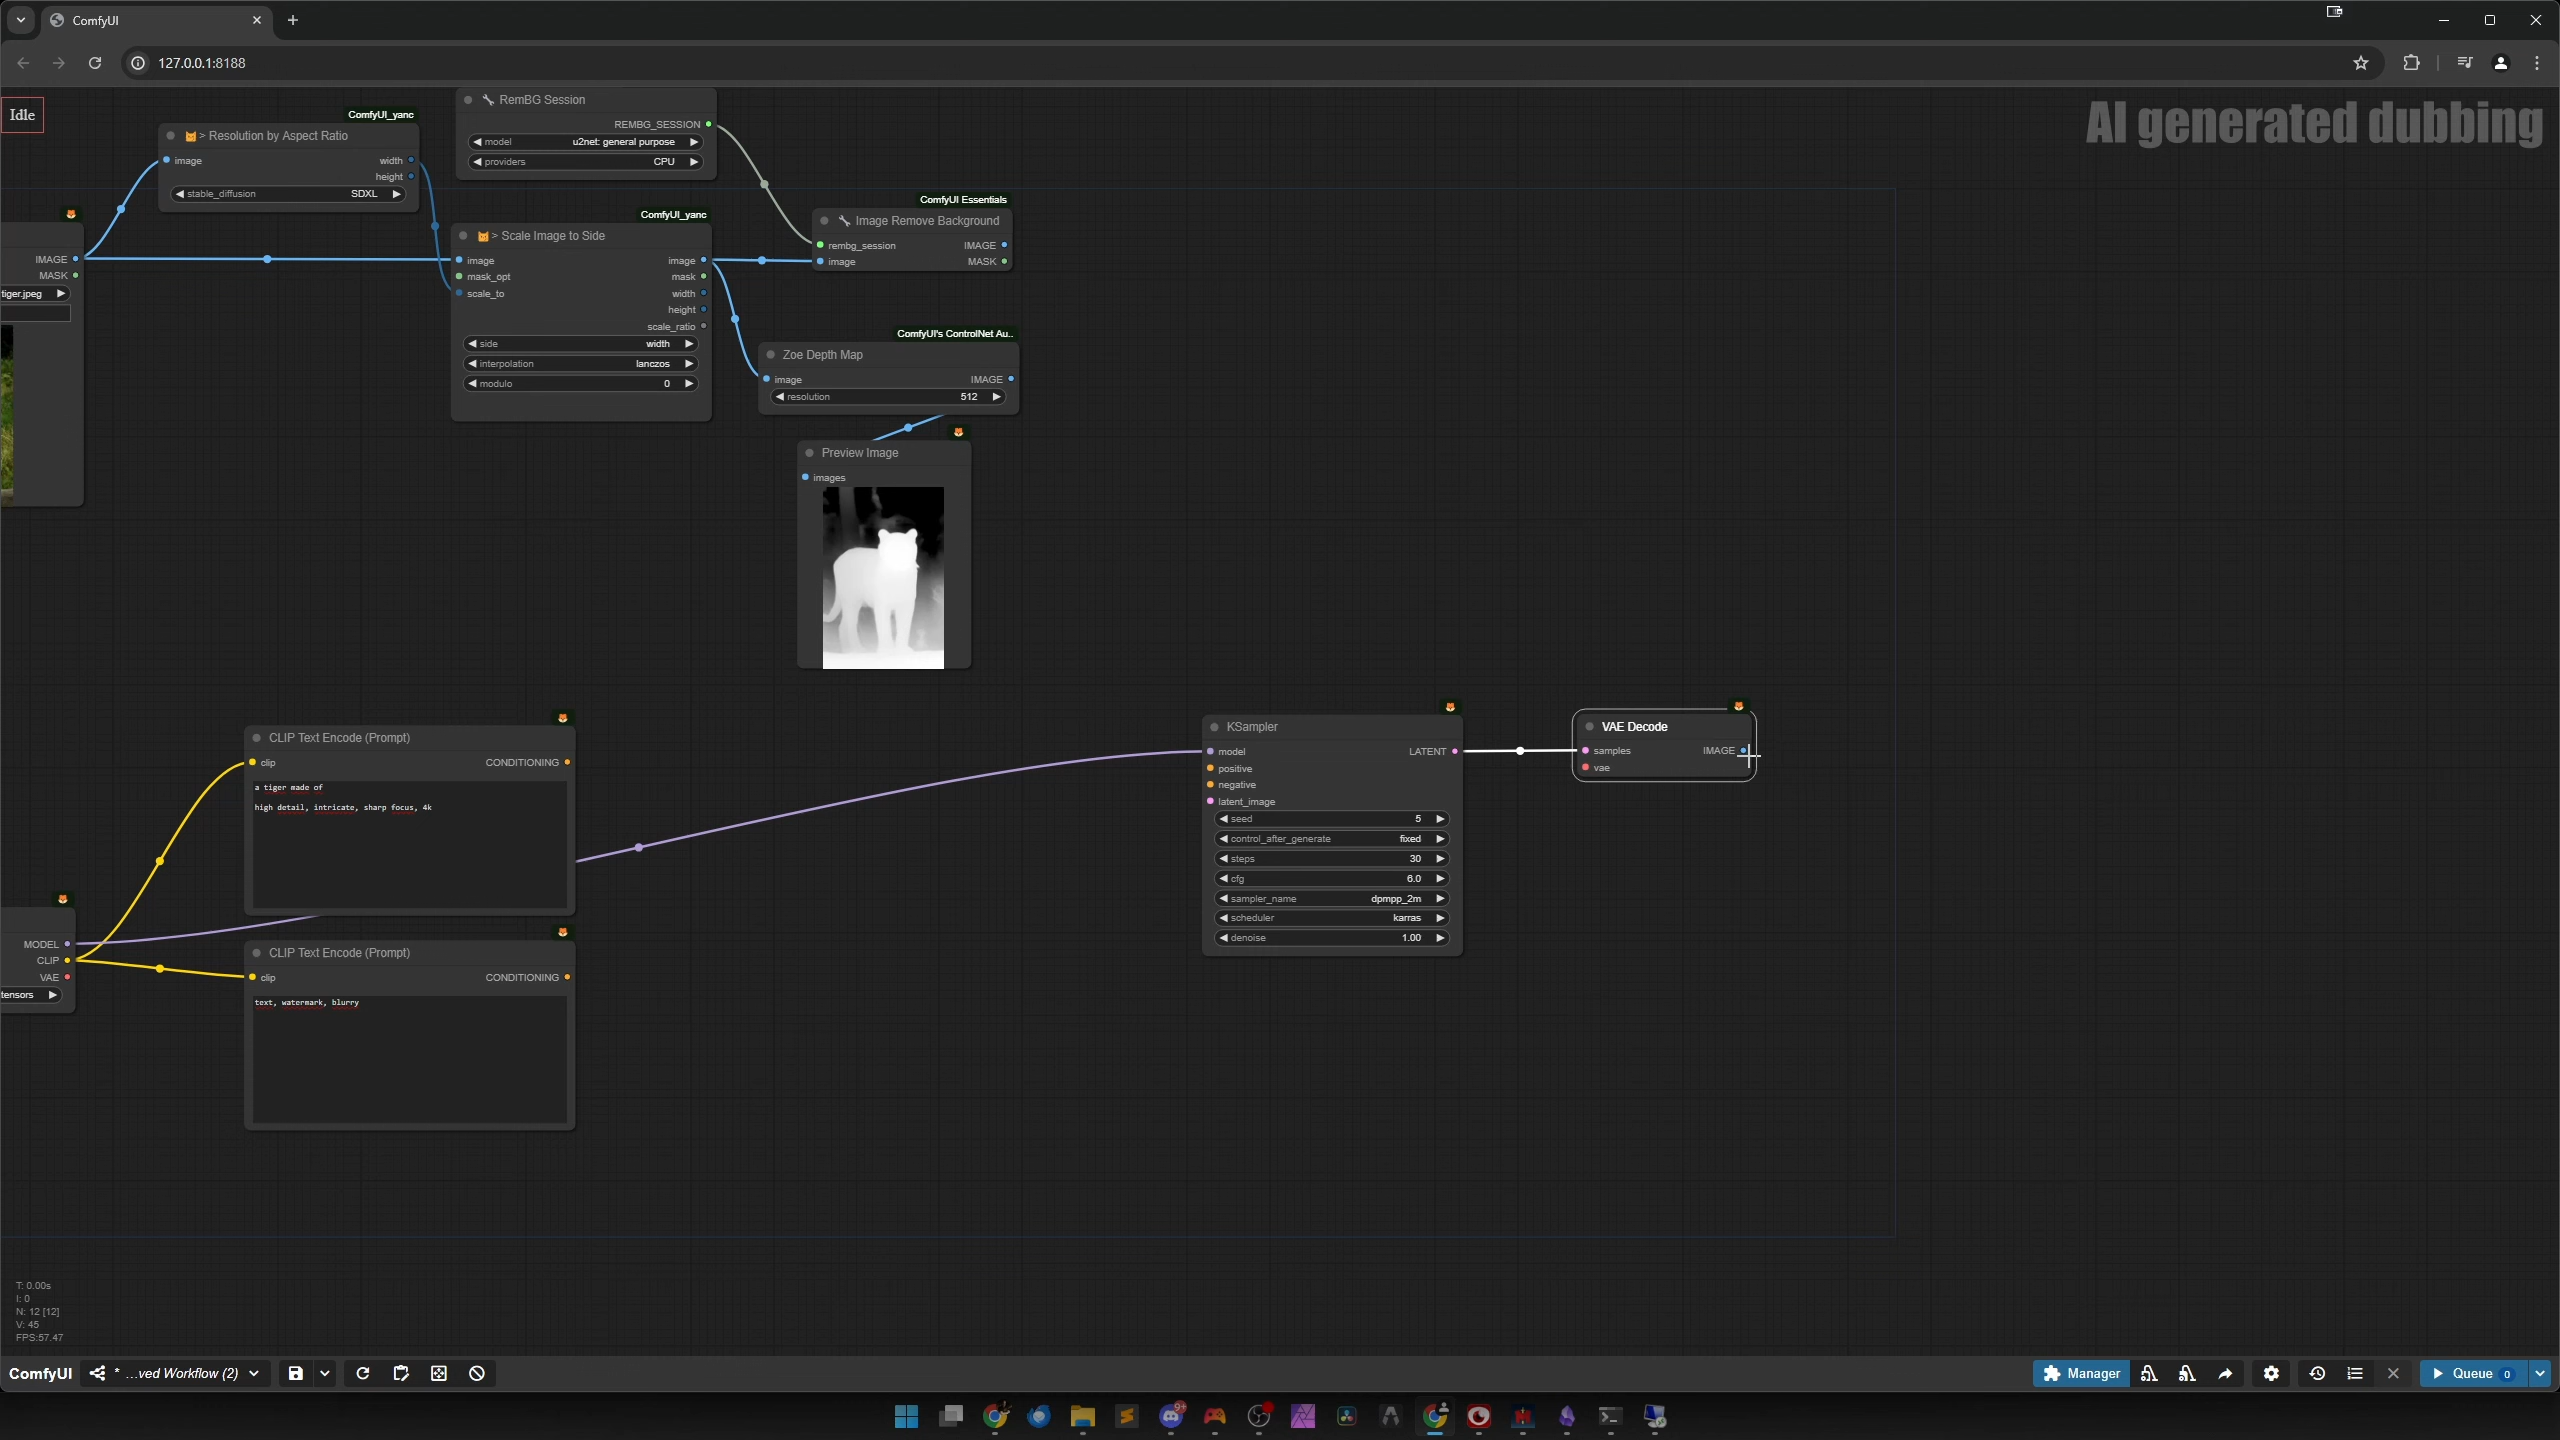 ComfyUI
127.0.0.1:8188
Idle
AI generated dubbing
ComfyUI_yanc
> Resolution by Aspect Ratio
image
width
height
stable_diffusion SDXL
RemBG Session
REMBG_SESSION
model u2net: general purpose
providers CPU
IMAGE
MASK
tiger.jpeg
ComfyUI_yanc
> Scale Image to Side
image image
mask_opt mask
scale_to width
height
scale_ratio
side width
interpolation lanczos
modulo 0
ComfyUI Essentials
Image Remove Background
rembg_session IMAGE
image MASK
ComfyUI's ControlNet Au..
Zoe Depth Map
image IMAGE
resolution 512
Preview Image
images
CLIP Text Encode (Prompt)
clip CONDITIONING
a tiger made of
high detail, intricate, sharp focus, 4k
MODEL
CLIP
VAE
tensors
CLIP Text Encode (Prompt)
clip CONDITIONING
text, watermark, blurry
KSampler
model LATENT
positive
negative
latent_image
seed 5
control_after_generate fixed
steps 30
cfg 6.0
sampler_name dpmpp_2m
scheduler karras
denoise 1.00
VAE Decode
samples IMAGE
vae
T: 0.00s
I: 0
N: 12 [12]
V: 45
FPS:57.47
ComfyUI * ...ved Workflow (2) Manager Queue 0
9+